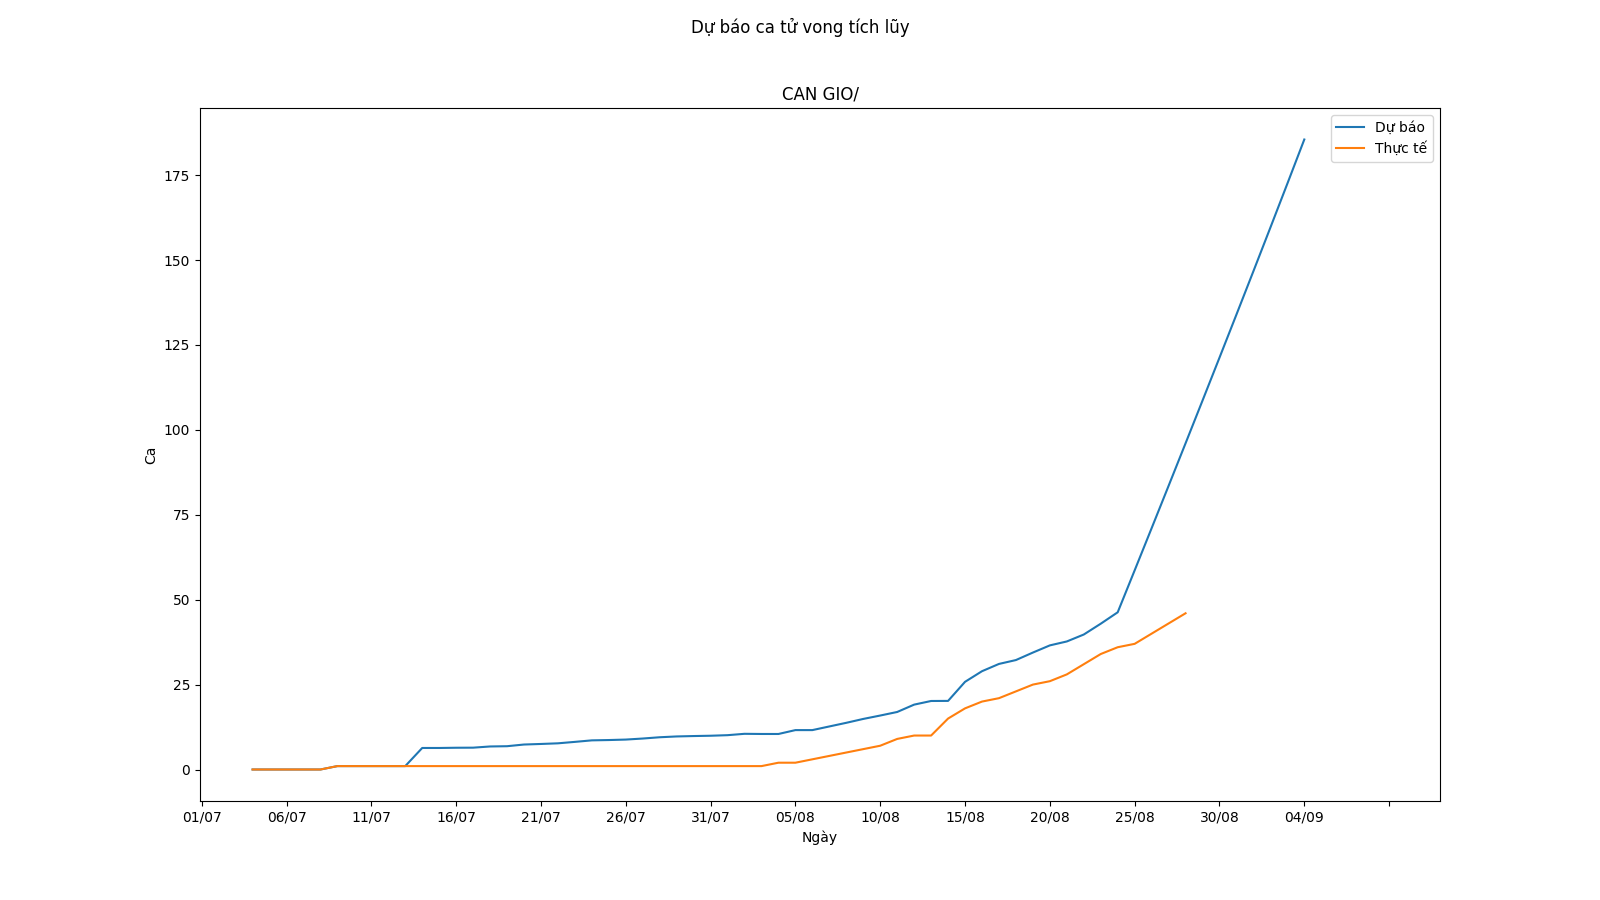 Dự báo ca tử vong tích lũy
CAN GIO/
Dự báo
Thực tế
175
150
125
100
75
50
25
0
Ca
01/07 06/07 11/07 16/07 21/07 26/07 31/07 05/08 10/08 15/08 20/08 25/08 30/08 04/09
Ngày